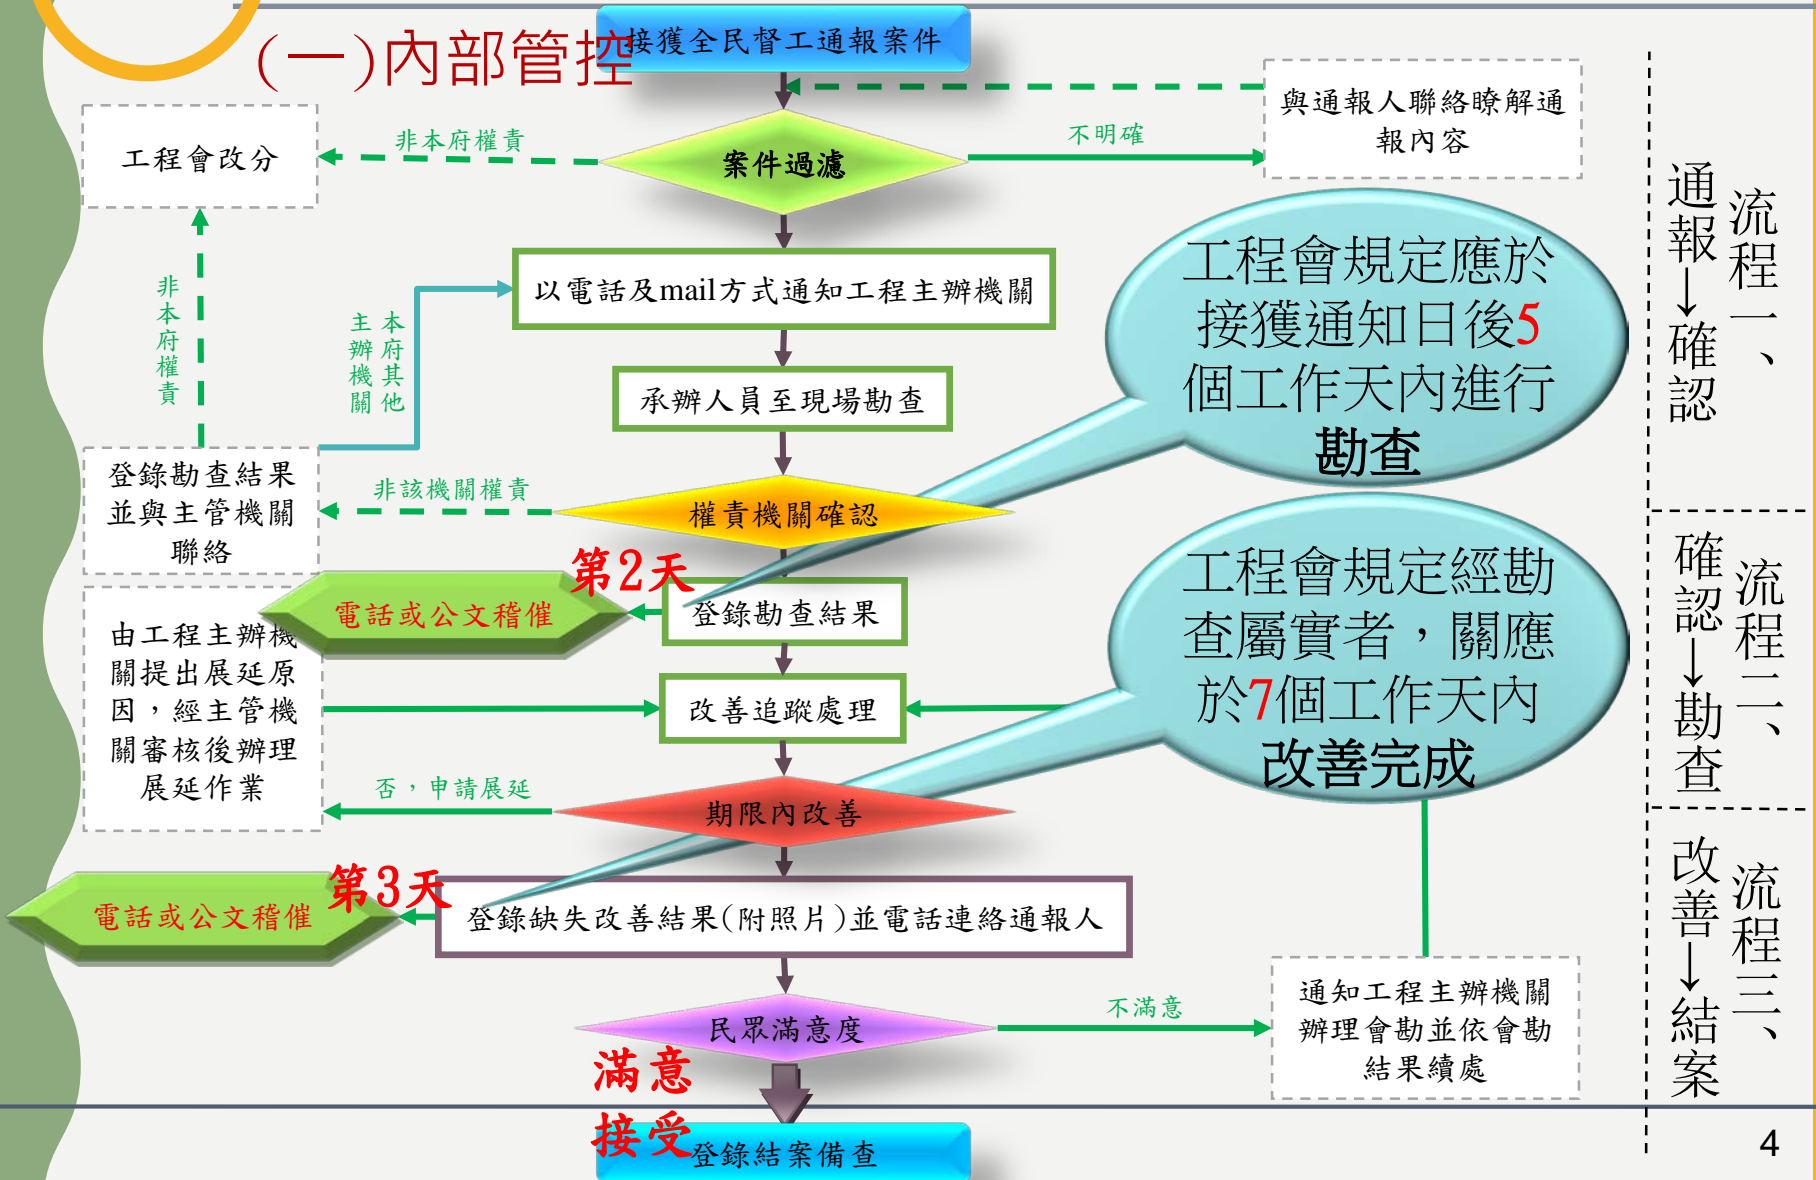 (一)內部管控
接獲全民督工通報案件
與通報人聯絡瞭解通
報內容
工程會改分
非本府權責
案件過濾
不明確
以電話及mail方式通知工程主辦機關
非本府權責
本府其他
主辦機關
承辦人員至現場勘查
工程會規定應於
接獲通知日後5
個工作天內進行
勘查
登錄勘查結果
並與主管機關
聯絡
非該機關權責
權責機關確認
第2天
電話或公文稽催
登錄勘查結果
由工程主辦機
關提出展延原
因，經主管機
關審核後辦理
展延作業
改善追蹤處理
工程會規定經勘
查屬實者，關應
於7個工作天內
改善完成
否，申請展延
期限內改善
第3天
電話或公文稽催
登錄缺失改善結果(附照片)並電話連絡通報人
民眾滿意度
不滿意
通知工程主辦機關
辦理會勘並依會勘
結果續處
滿意
接受
登錄結案備查
流程一、
通報→確認
流程二、
確認→勘查
流程三、
改善→結案
4